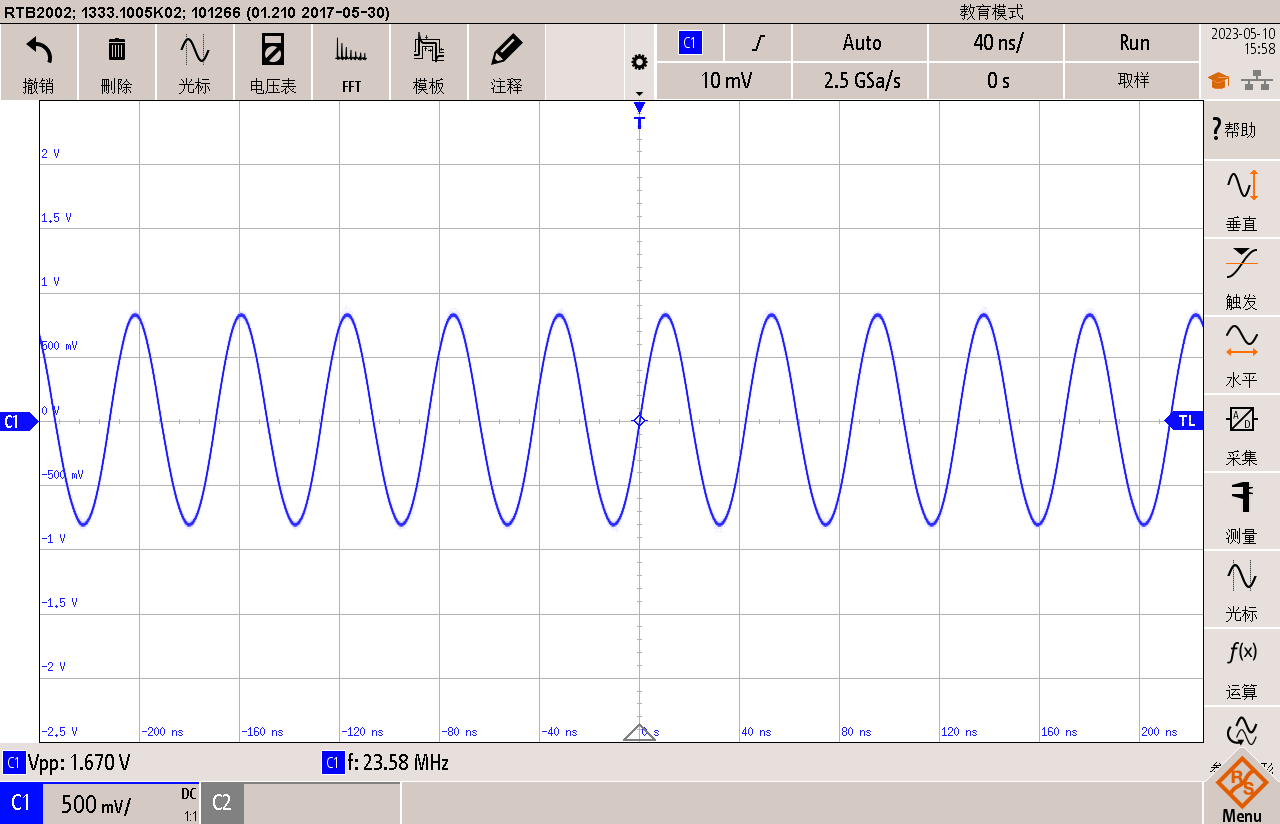 RTB2002; 1333.1005K02; 101266 (01.210 2017-05-30)
教育模式
撤销
删除
光标
电压表
FFT
模板
注释
C1
Auto
40 ns/
Run
10 mV
2.5 GSa/s
0 s
取样
2023-05-10
15:58
T
2 V
1.5 V
1 V
500 mV
0 V
-500 mV
-1 V
-1.5 V
-2 V
-2.5 V
C1
TL
-200 ns
-160 ns
-120 ns
-80 ns
-40 ns
0 s
40 ns
80 ns
120 ns
160 ns
200 ns
?帮助
垂直
触发
水平
A
D
采集
测量
光标
f(x)
运算
R&S
Menu
C1 Vpp: 1.670 V
C1 f: 23.58 MHz
C1
500 mV/
DC
1:1
C2